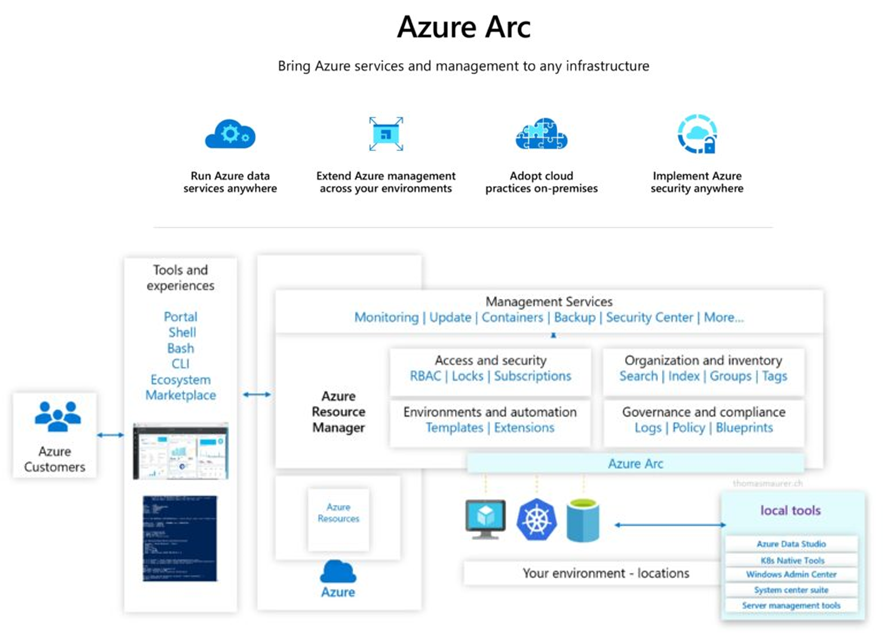 Azure Arc
Bring Azure services and management to any infrastructure
Run Azure data
services anywhere
Extend Azure management
across your environments
Adopt cloud
practices on-premises
Implement Azure
security anywhere
Tools and
experiences
Portal
Shell
Bash
CLI
Ecosystem
Marketplace
Azure
Customers
Management Services
Monitoring | Update | Containers | Backup | Security Center | More...
Azure
Resource
Manager
Access and security
RBAC | Locks | Subscriptions
Organization and inventory
Search | Index | Groups | Tags
Environments and automation
Templates | Extensions
Governance and compliance
Logs | Policy | Blueprints
Azure Arc
thomasmaurer.ch
Azure
Resources
Azure
Your environment - locations
local tools
Azure Data Studio
K8s Native Tools
Windows Admin Center
System center suite
Server management tools